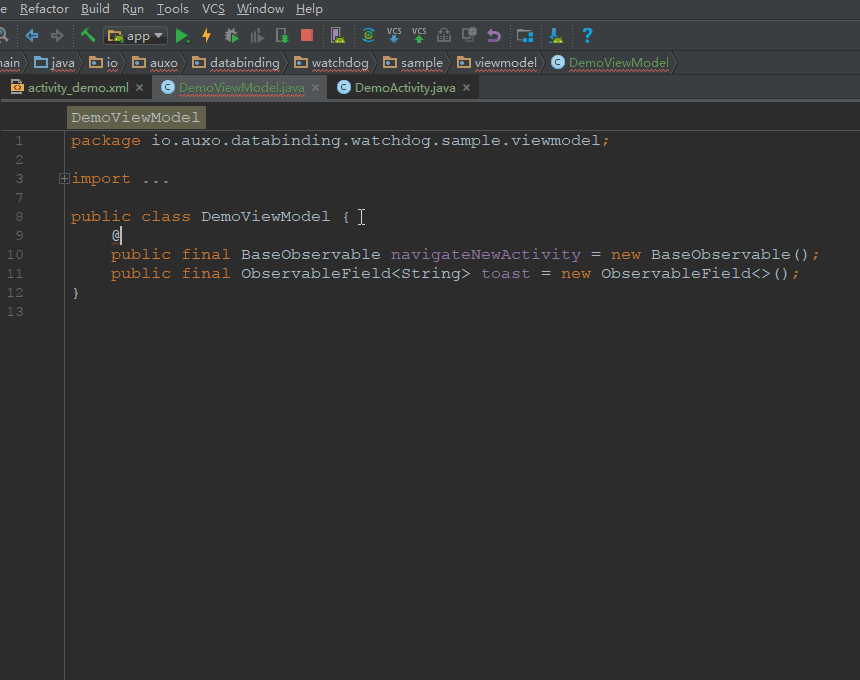 e Refactor Build Run Tools VCS Window Help
app VCS VCS ?
ain java io auxo databinding watchdog sample viewmodel C DemoViewModel
activity_demo.xml × C DemoViewModel.java × C DemoActivity.java ×
DemoViewModel
1 package io.auxo.databinding.watchdog.sample.viewmodel;
2
3 import ...
7
8 public class DemoViewModel {
9 @
10 public final BaseObservable navigateNewActivity = new BaseObservable();
11 public final ObservableField<String> toast = new ObservableField<>();
12 }
13